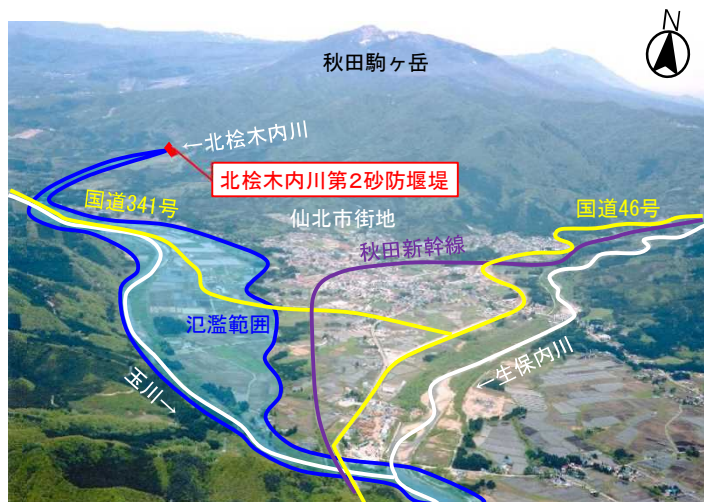 N
秋田駒ヶ岳
←北桧木内川
北桧木内川第2砂防堰堤
国道341号
仙北市街地
国道46号
秋田新幹線
氾濫範囲
玉川→
←生保内川